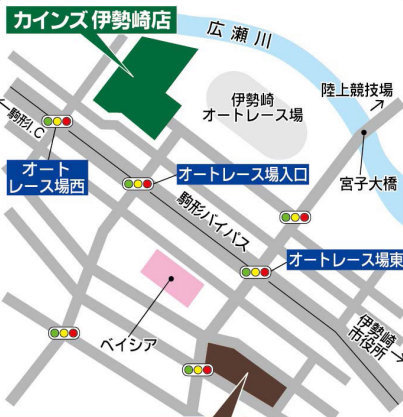 カインズ 伊勢崎店
広瀬川
伊勢崎
オートレース場
陸上競技場
←駒形I.C
オート
レース場西
オートレース場入口
宮子大橋
駒形バイパス
オートレース場東
ベイシア
伊勢崎
市役所→